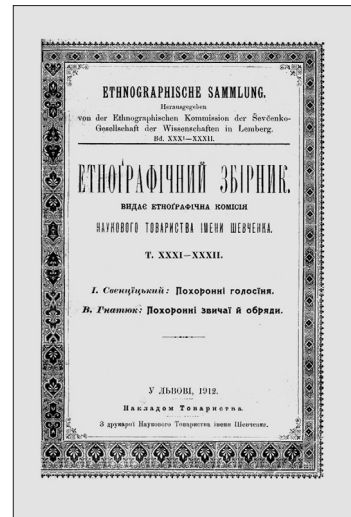 ETHNOGRAPHISCHE SAMMLUNG.
Herausgegeben
von der Ethnographischen Kommission der Ševčenko-
Gesellschaft der Wissenschaften in Lemberg.
Bd. XXXI—XXXII.
ЕТНОҐРАФІЧНИЙ ЗБІРНИК.
ВИДАЄ ЕТНОҐРАФІЧНА КОМІСІЯ
НАУКОВОГО ТОВАРИСТВА ІМЕНИ ШЕВЧЕНКА.
Т. XXXI—XXXII.
І. Свєнціцький: Похоронні голосіня.
В. Гнатюк: Похоронні звичаї й обряди.
У ЛЬВОВІ, 1912.
Накладом Товариства.
З друкарнї Наукового Товариства імени Шевченка.